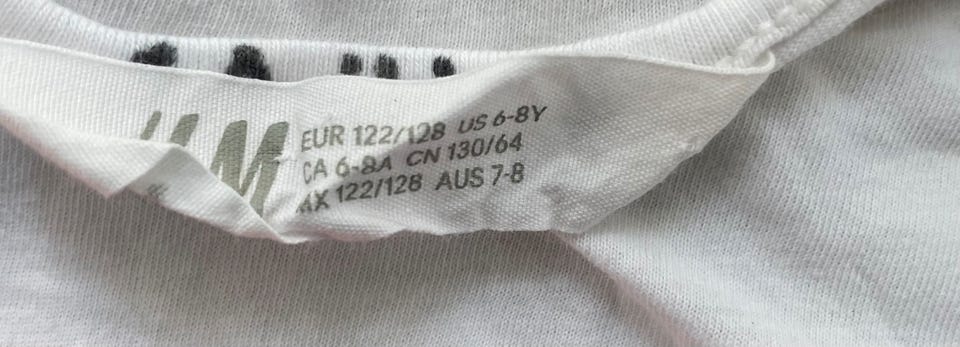 H&M
EUR 122/128 US 6-8Y
CA 6-8A CN 130/64
MX 122/128 AUS 7-8